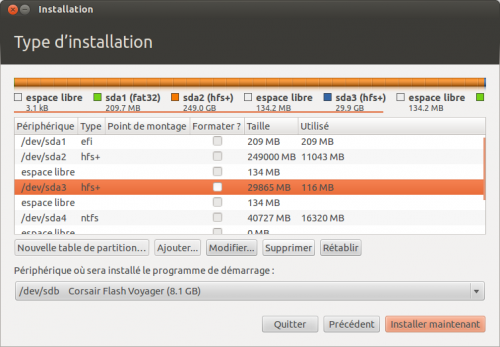 Installation
Type d'installation
espace libre sda1 (fat32) sda2 (hfs+) espace libre sda3 (hfs+) espace libre
3.1 kB 209.7 MB 249.0 GB 134.2 MB 29.9 GB 134.2 MB
Périphérique Type Point de montage Formater ? Taille Utilisé
/dev/sda1 efi 209 MB 209 MB
/dev/sda2 hfs+ 249000 MB 11043 MB
espace libre 134 MB
/dev/sda3 hfs+ 29865 MB 116 MB
espace libre 134 MB
/dev/sda4 ntfs 40727 MB 16320 MB
espace libre 0 MB
Nouvelle table de partition... Ajouter... Modifier... Supprimer Rétablir
Périphérique où sera installé le programme de démarrage :
/dev/sdb Corsair Flash Voyager (8.1 GB)
Quitter Précédent Installer maintenant